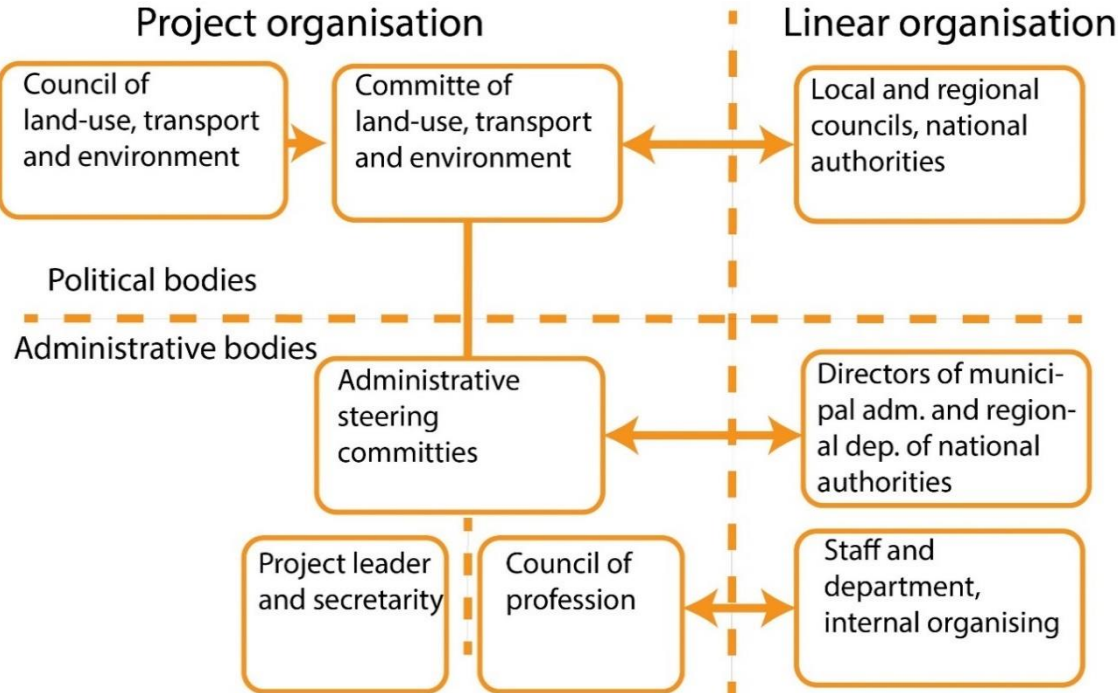 Project organisation
Linear organisation
Council of
land-use, transport
and environment
Committe of
land-use, transport
and environment
Local and regional
councils, national
authorities
Political bodies
Administrative bodies
Administrative
steering
committies
Directors of munici-
pal adm. and region-
al dep. of national
authorities
Project leader
and secretarity
Council of
profession
Staff and
department,
internal organising